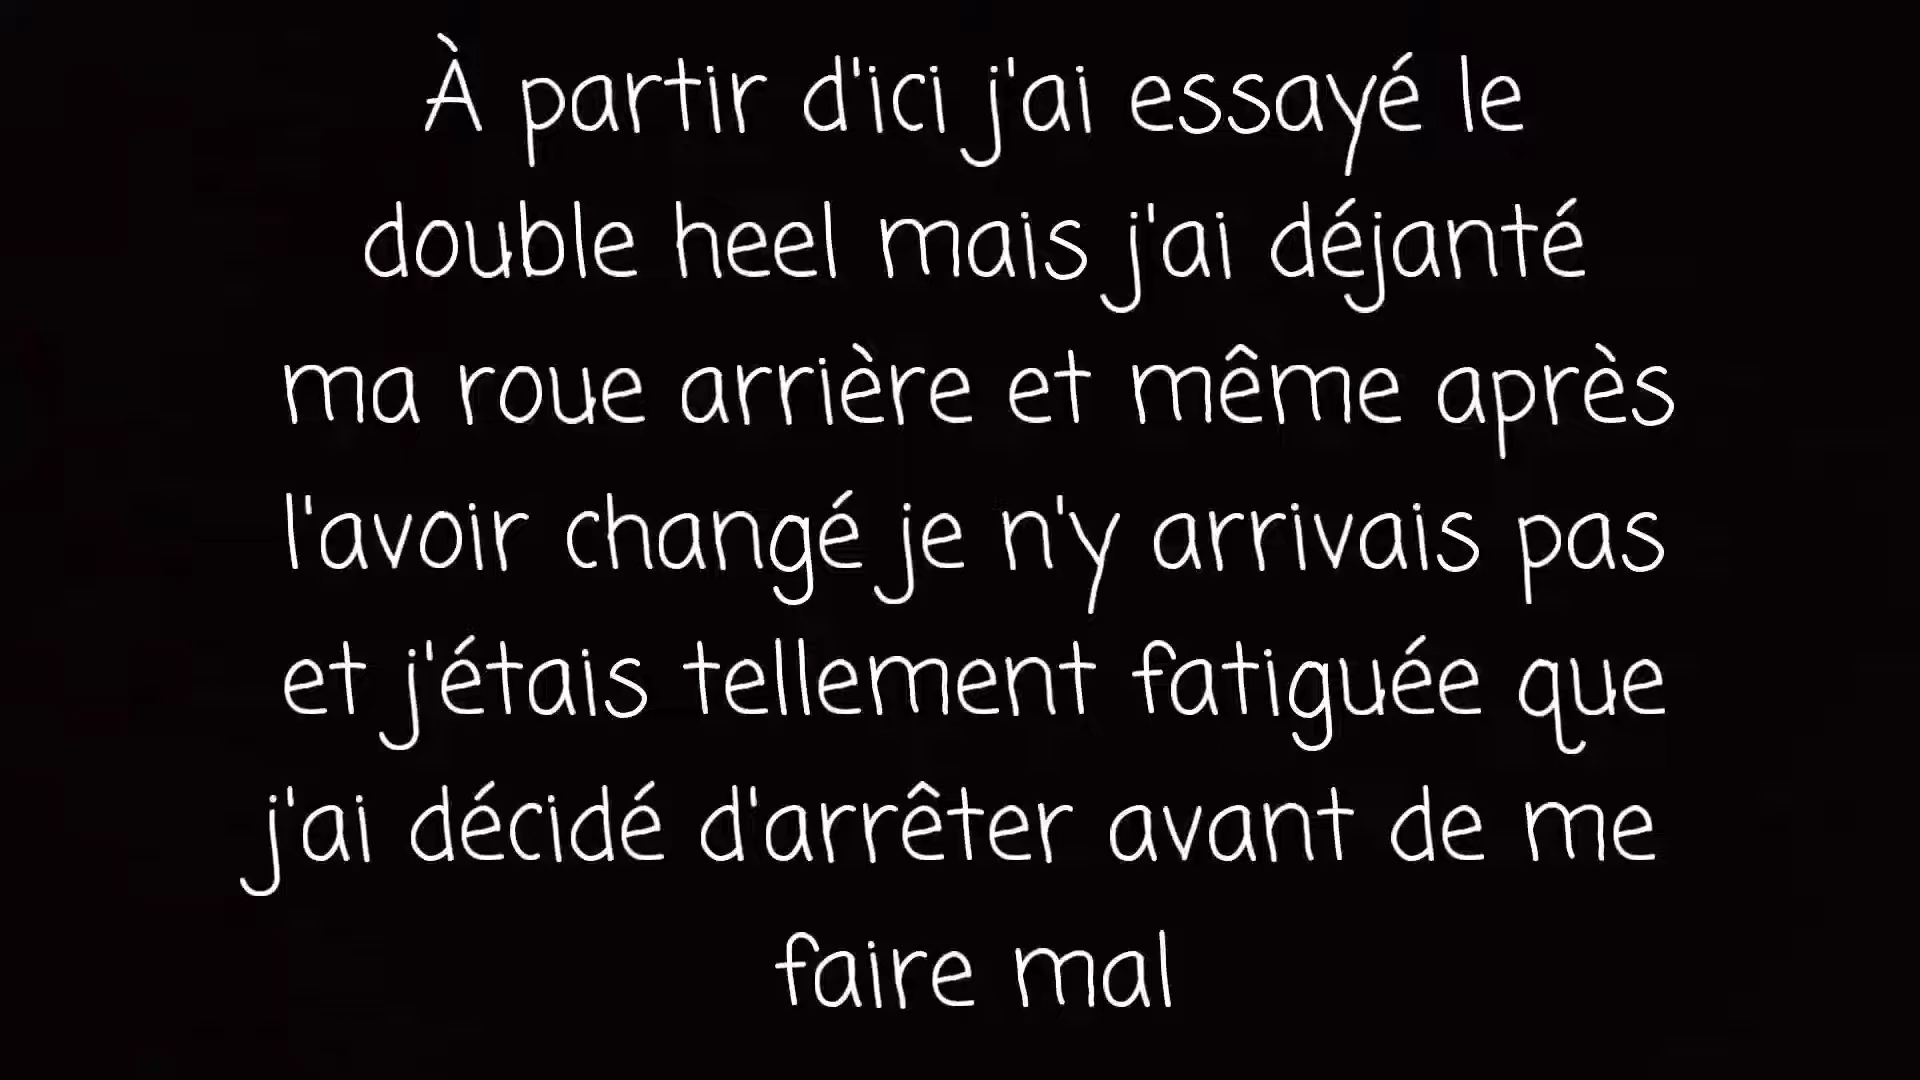 À partir d'ici j'ai essayé le
double heel mais j'ai déjanté
ma roue arrière et même après
l'avoir changé je n'y arrivais pas
et j'étais tellement fatiguée que
j'ai décidé d'arrêter avant de me
faire mal